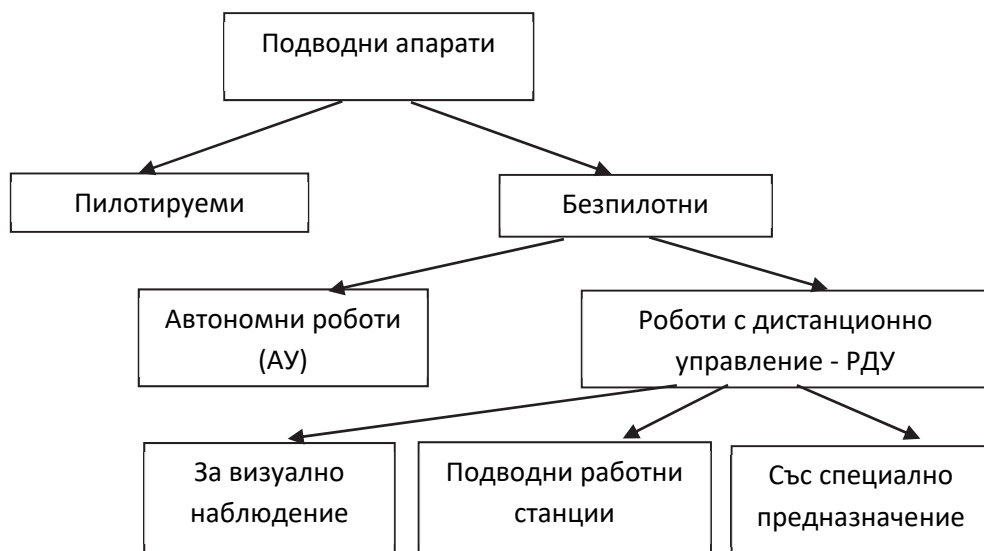 Подводни апарати
Пилотируеми
Безпилотни
Автономни роботи
(АУ)
Роботи с дистанционно
управление - РДУ
За визуално
наблюдение
Подводни работни
станции
Със специално
предназначение